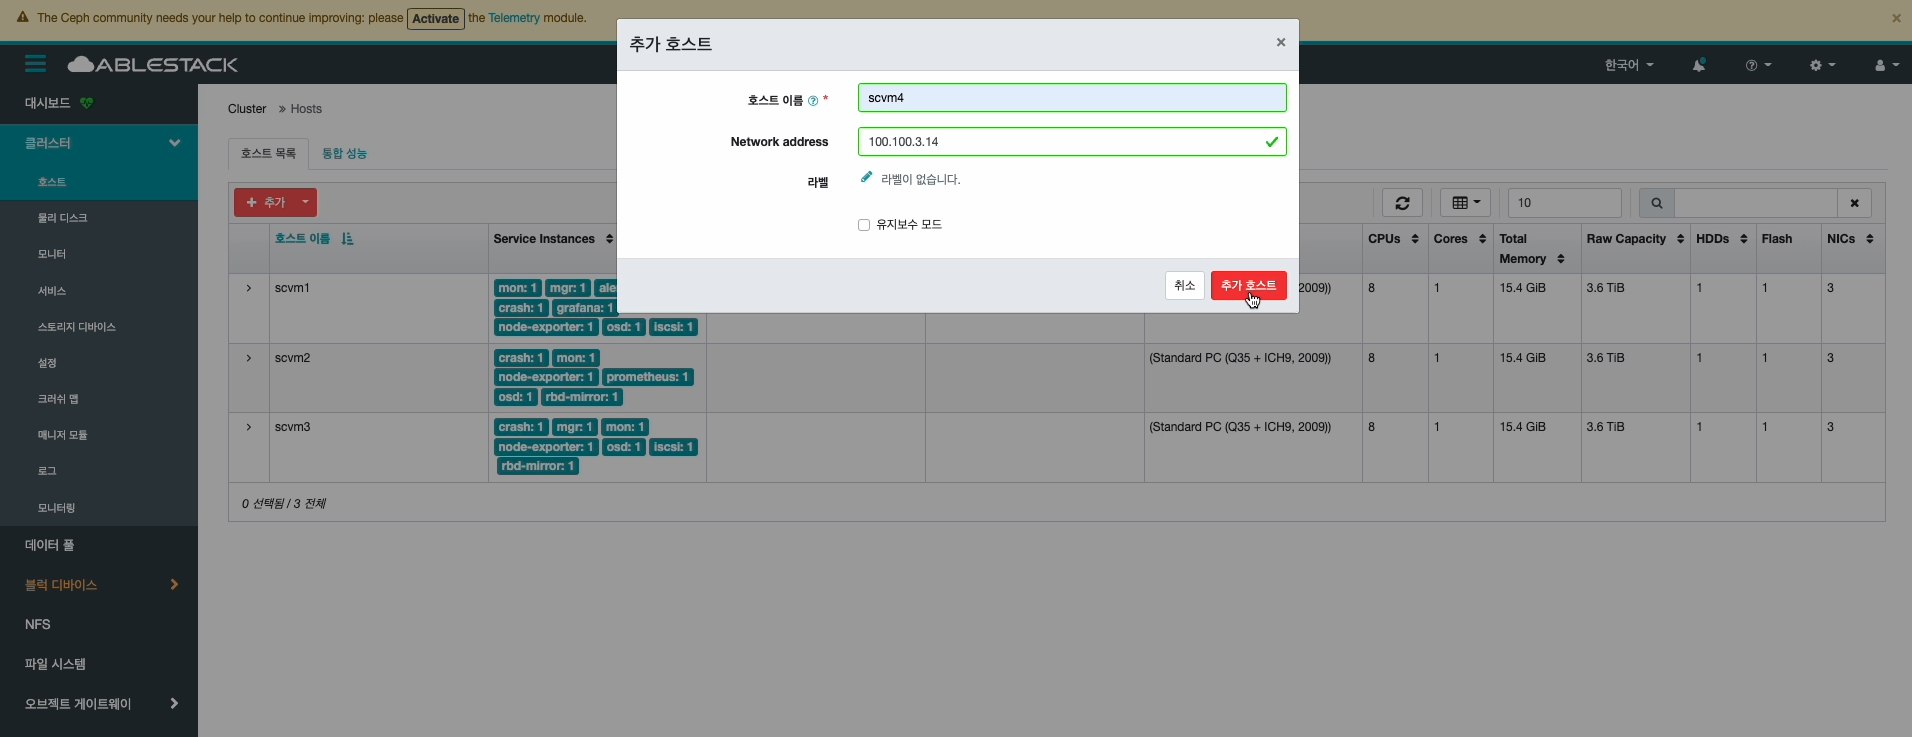 The Ceph community needs your help to continue improving: please Activate the Telemetry module.
ABLESTACK
한국어
추가 호스트
호스트 이름 *
scvm4
Network address
100.100.3.14
라벨
라벨이 없습니다.
유지보수 모드
취소
추가 호스트
대시보드
클러스터
호스트
물리 디스크
모니터
서비스
스토리지 디바이스
설정
크러쉬 맵
매니저 모듈
로그
모니터링
데이터 풀
블럭 디바이스
NFS
파일 시스템
오브젝트 게이트웨이
Cluster » Hosts
호스트 목록 통합 성능
+ 추가
10
호스트 이름 Service Instances CPUs Cores Total Memory Raw Capacity HDDs Flash NICs
scvm1 mon: 1 mgr: 1 2009)) 8 1 15.4 GiB 3.6 TiB 1 1 3
crash: 1 grafana: 1
node-exporter: 1 osd: 1 iscsi: 1
scvm2 crash: 1 mon: 1 (Standard PC (Q35 + ICH9, 2009)) 8 1 15.4 GiB 3.6 TiB 1 1 3
node-exporter: 1 prometheus: 1
osd: 1 rbd-mirror: 1
scvm3 crash: 1 mgr: 1 mon: 1 (Standard PC (Q35 + ICH9, 2009)) 8 1 15.4 GiB 3.6 TiB 1 1 3
node-exporter: 1 osd: 1 iscsi: 1
rbd-mirror: 1
0 선택됨 / 3 전체